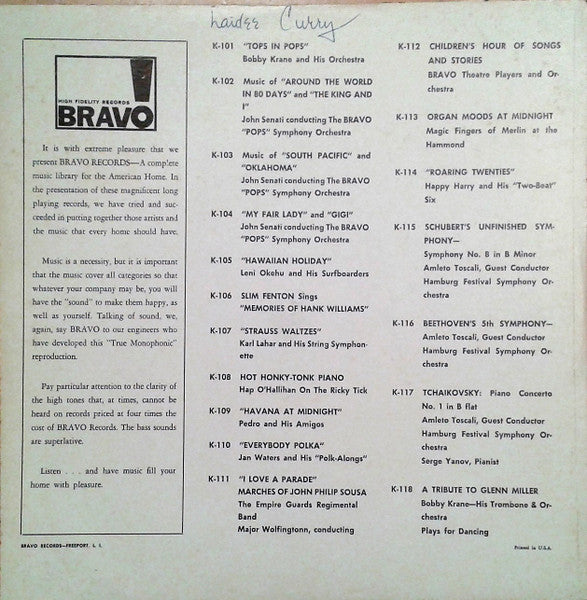 Laidee Curry
HIGH FIDELITY RECORDS
BRAVO!
It is with extreme pleasure that we
present BRAVO RECORDS—A complete
music library for the American Home. In
the presentation of these magnificent long
playing records, we have tried and suc-
ceeded in putting together those artists and
the music that every home should have.
Music is a necessity, but it is important
that the music cover all categories so that
whatever your company may be, you will
have the "sound" to make them happy, as
well as yourself. Talking of sound, we,
again, say BRAVO to our engineers who
have developed this "True Monophonic"
reproduction.
Pay particular attention to the clarity of
the high tones that, at times, cannot be
heard on records priced at four times the
cost of BRAVO Records. The bass sounds
are superlative.
Listen . . . and have music fill your
home with pleasure.
BRAVO RECORDS—FREEPORT, L. I.
K-101 "TOPS IN POPS"
Bobby Krane and His Orchestra
K-102 Music of "AROUND THE WORLD
IN 80 DAYS" and "THE KING AND
I"
John Senati conducting The BRAVO
"POPS" Symphony Orchestra
K-103 Music of "SOUTH PACIFIC" and
"OKLAHOMA"
John Senati conducting The BRAVO
"POPS" Symphony Orchestra
K-104 "MY FAIR LADY" and "GIGI"
John Senati conducting The BRAVO
"POPS" Symphony Orchestra
K-105 "HAWAIIAN HOLIDAY"
Leni Okehu and His Surfboarders
K-106 SLIM FENTON Sings
"MEMORIES OF HANK WILLIAMS"
K-107 "STRAUSS WALTZES"
Karl Lahar and His String Symphon-
ette
K-108 HOT HONKY-TONK PIANO
Hap O'Hallihan On The Ricky Tick
K-109 "HAVANA AT MIDNIGHT"
Pedro and His Amigos
K-110 "EVERYBODY POLKA"
Jan Waters and His "Polk-Alongs"
K-111 "I LOVE A PARADE"
MARCHES OF JOHN PHILIP SOUSA
The Empire Guards Regimental
Band
Major Wolfingtonn, conducting
K-112 CHILDREN'S HOUR OF SONGS
AND STORIES
BRAVO Theatre Players and Or-
chestra
K-113 ORGAN MOODS AT MIDNIGHT
Magic Fingers of Merlin at the
Hammond
K-114 "ROARING TWENTIES"
Happy Harry and His "Two-Beat"
Six
K-115 SCHUBERT'S UNFINISHED SYM-
PHONY—
Symphony No. 8 in B Minor
Amleto Toscali, Guest Conductor
Hamburg Festival Symphony Or-
chestra
K-116 BEETHOVEN'S 5th SYMPHONY—
Amleto Toscali, Guest Conductor
Hamburg Festival Symphony Or-
chestra
K-117 TCHAIKOVSKY: Piano Concerto
No. 1 in B flat
Amleto Toscali, Guest Conductor
Hamburg Festival Symphony Or-
chestra
Serge Yanov, Pianist
K-118 A TRIBUTE TO GLENN MILLER
Bobby Krane—His Trombone & Or-
chestra
Plays for Dancing
Printed in U.S.A.